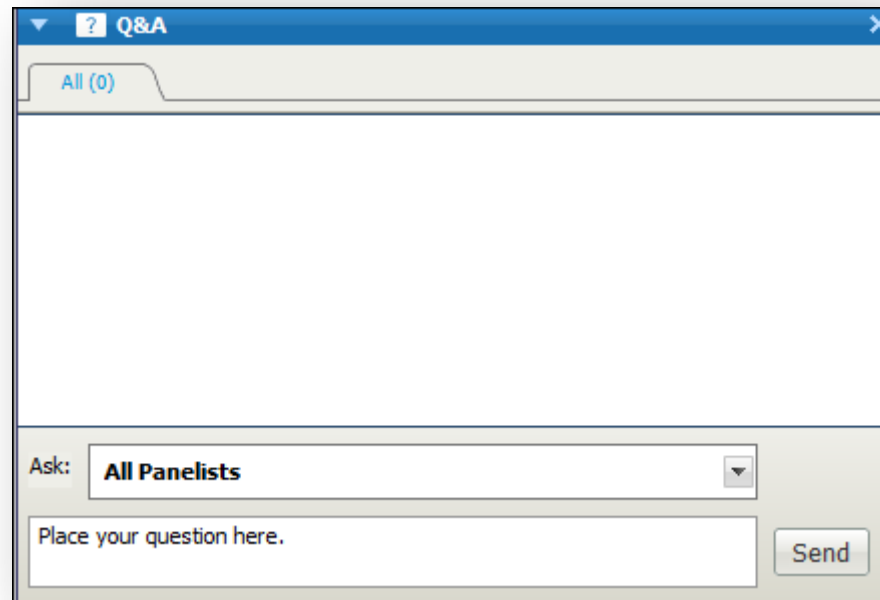 ? Q&A
All (0)
Ask: All Panelists
Place your question here.
Send